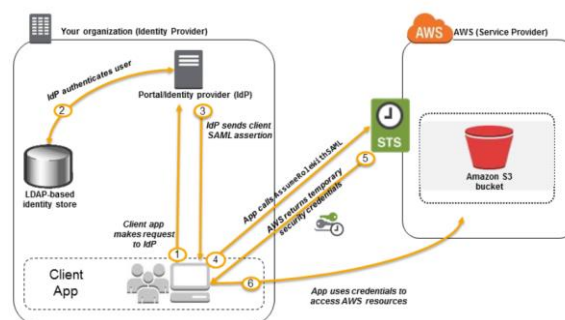 Your organization (Identity Provider)
AWS
AWS (Service Provider)
IdP authenticates user
2
Portal/Identity provider (IdP)
3
IdP sends client
SAML assertion
LDAP-based
identity store
App calls AssumeRoleWithSAML
STS
5
AWS returns temporary
security credentials
Amazon S3
bucket
Client app
makes request
to IdP
1
4
Client
App
6
App uses credentials to
access AWS resources